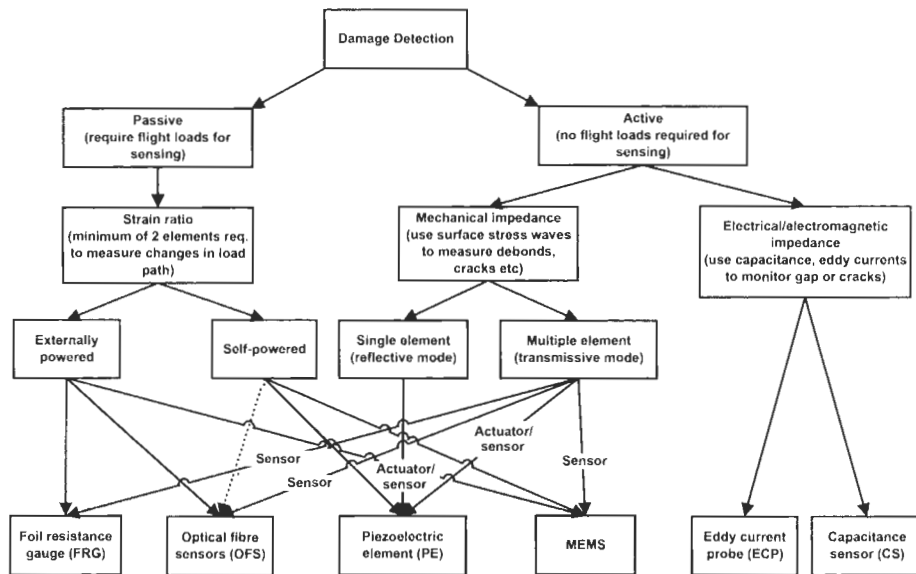 Damage Detection
Passive
(require flight loads for
sensing)
Active
(no flight loads required for
sensing)
Strain ratio
(minimum of 2 elements req.
to measure changes in load
path)
Mechanical impedance
(use surface stress waves
to measure debonds,
cracks etc)
Electrical/electromagnetic
impedance
(use capacitance, eddy currents
to monitor gap or cracks)
Externally
powered
Self-powered
Single element
(reflective mode)
Multiple element
(transmissive mode)
Sensor
Sensor
Actuator/
sensor
Actuator/
sensor
Sensor
Foil resistance
gauge (FRG)
Optical fibre
sensors (OFS)
Piezoelectric
element (PE)
MEMS
Eddy current
probe (ECP)
Capacitance
sensor (CS)